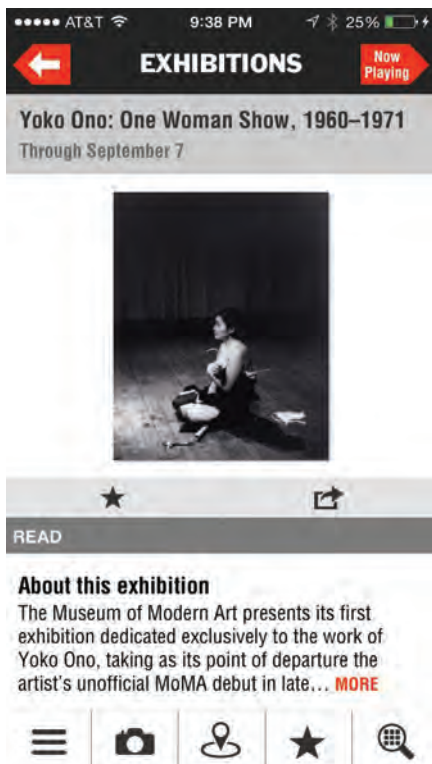 AT&T 9:38 PM 25%
EXHIBITIONS
Now
Playing
Yoko Ono: One Woman Show, 1960–1971
Through September 7
READ
About this exhibition
The Museum of Modern Art presents its first
exhibition dedicated exclusively to the work of
Yoko Ono, taking as its point of departure the
artist's unofficial MoMA debut in late… MORE